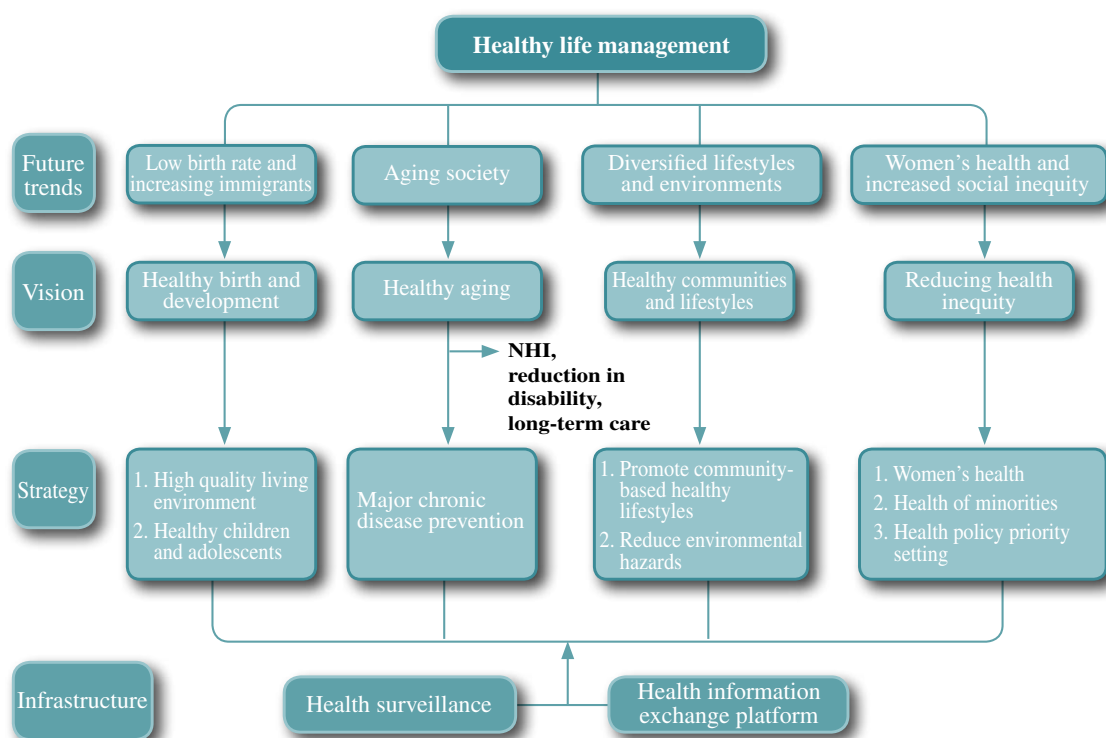 Healthy life management
Future
trends
Low birth rate and
increasing immigrants
Aging society
Diversified lifestyles
and environments
Women's health and
increased social inequity
Vision
Healthy birth and
development
Healthy aging
Healthy communities
and lifestyles
Reducing health
inequity
NHI,
reduction in
disability,
long-term care
Strategy
1. High quality living
environment
2. Healthy children
and adolescents
Major chronic
disease prevention
1. Promote community-
based healthy
lifestyles
2. Reduce environmental
hazards
1. Women's health
2. Health of minorities
3. Health policy priority
setting
Infrastructure
Health surveillance
Health information
exchange platform